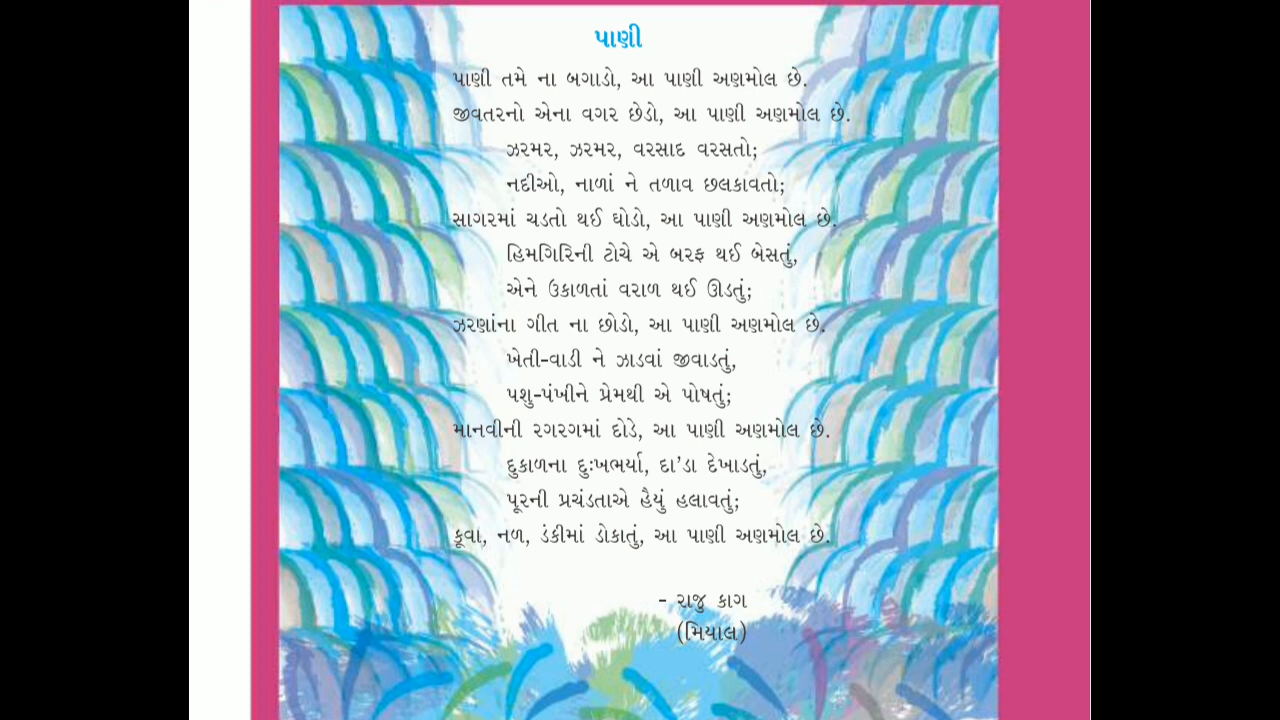 પાણી
પાણી તમે ના બગાડો, આ પાણી અણમોલ છે.
જીવતરનો એના વગર છેડો, આ પાણી અણમોલ છે.
ઝરમર, ઝરમર, વરસાદ વરસતો;
નદીઓ, નાળાં ને તળાવ છલકાવતો;
સાગરમાં ચડતો થઈ ઘોડો, આ પાણી અણમોલ છે.
હિમગિરિની ટોચે એ બરફ થઈ બેસતું,
એને ઉકાળતાં વરાળ થઈ ઊડતું;
ઝરણાંના ગીત ના છોડો, આ પાણી અણમોલ છે.
ખેતી-વાડી ને ઝાડવાં જીવાડતું,
પશુ-પંખીને પ્રેમથી એ પોષતું;
માનવીની રગરગમાં દોડે, આ પાણી અણમોલ છે.
દુકાળના દુઃખભર્યા, દા’ડા દેખાડતું,
પૂરની પ્રચંડતાએ હૈયું હલાવતું;
કૂવા, નળ, ડંકીમાં ડોકાતું, આ પાણી અણમોલ છે.
- રાજુ કાગ
(મિયાલ)